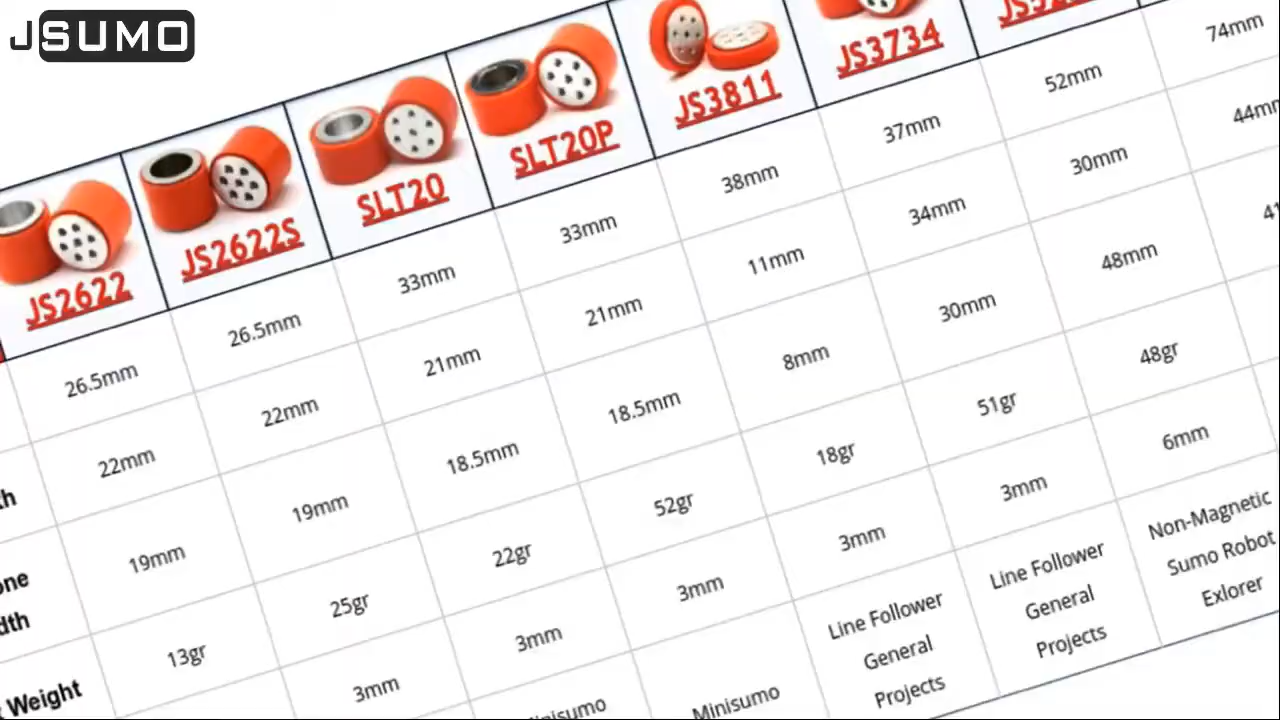 JSUMO
JS2622 JS2622S SLT20 SLT20P JS3811 JS3734
26.5mm 26.5mm 33mm 33mm 38mm 37mm 52mm 74mm
22mm 22mm 21mm 21mm 11mm 34mm 30mm
19mm 19mm 18.5mm 18.5mm 8mm 30mm 48mm
Weight 13gr 25gr 22gr 52gr 18gr 51gr 48gr
3mm 3mm 3mm 3mm 3mm 6mm
Minisumo
Line Follower
General
Projects
Line Follower
General
Projects
Non-Magnetic
Sumo Robot
Exlorer